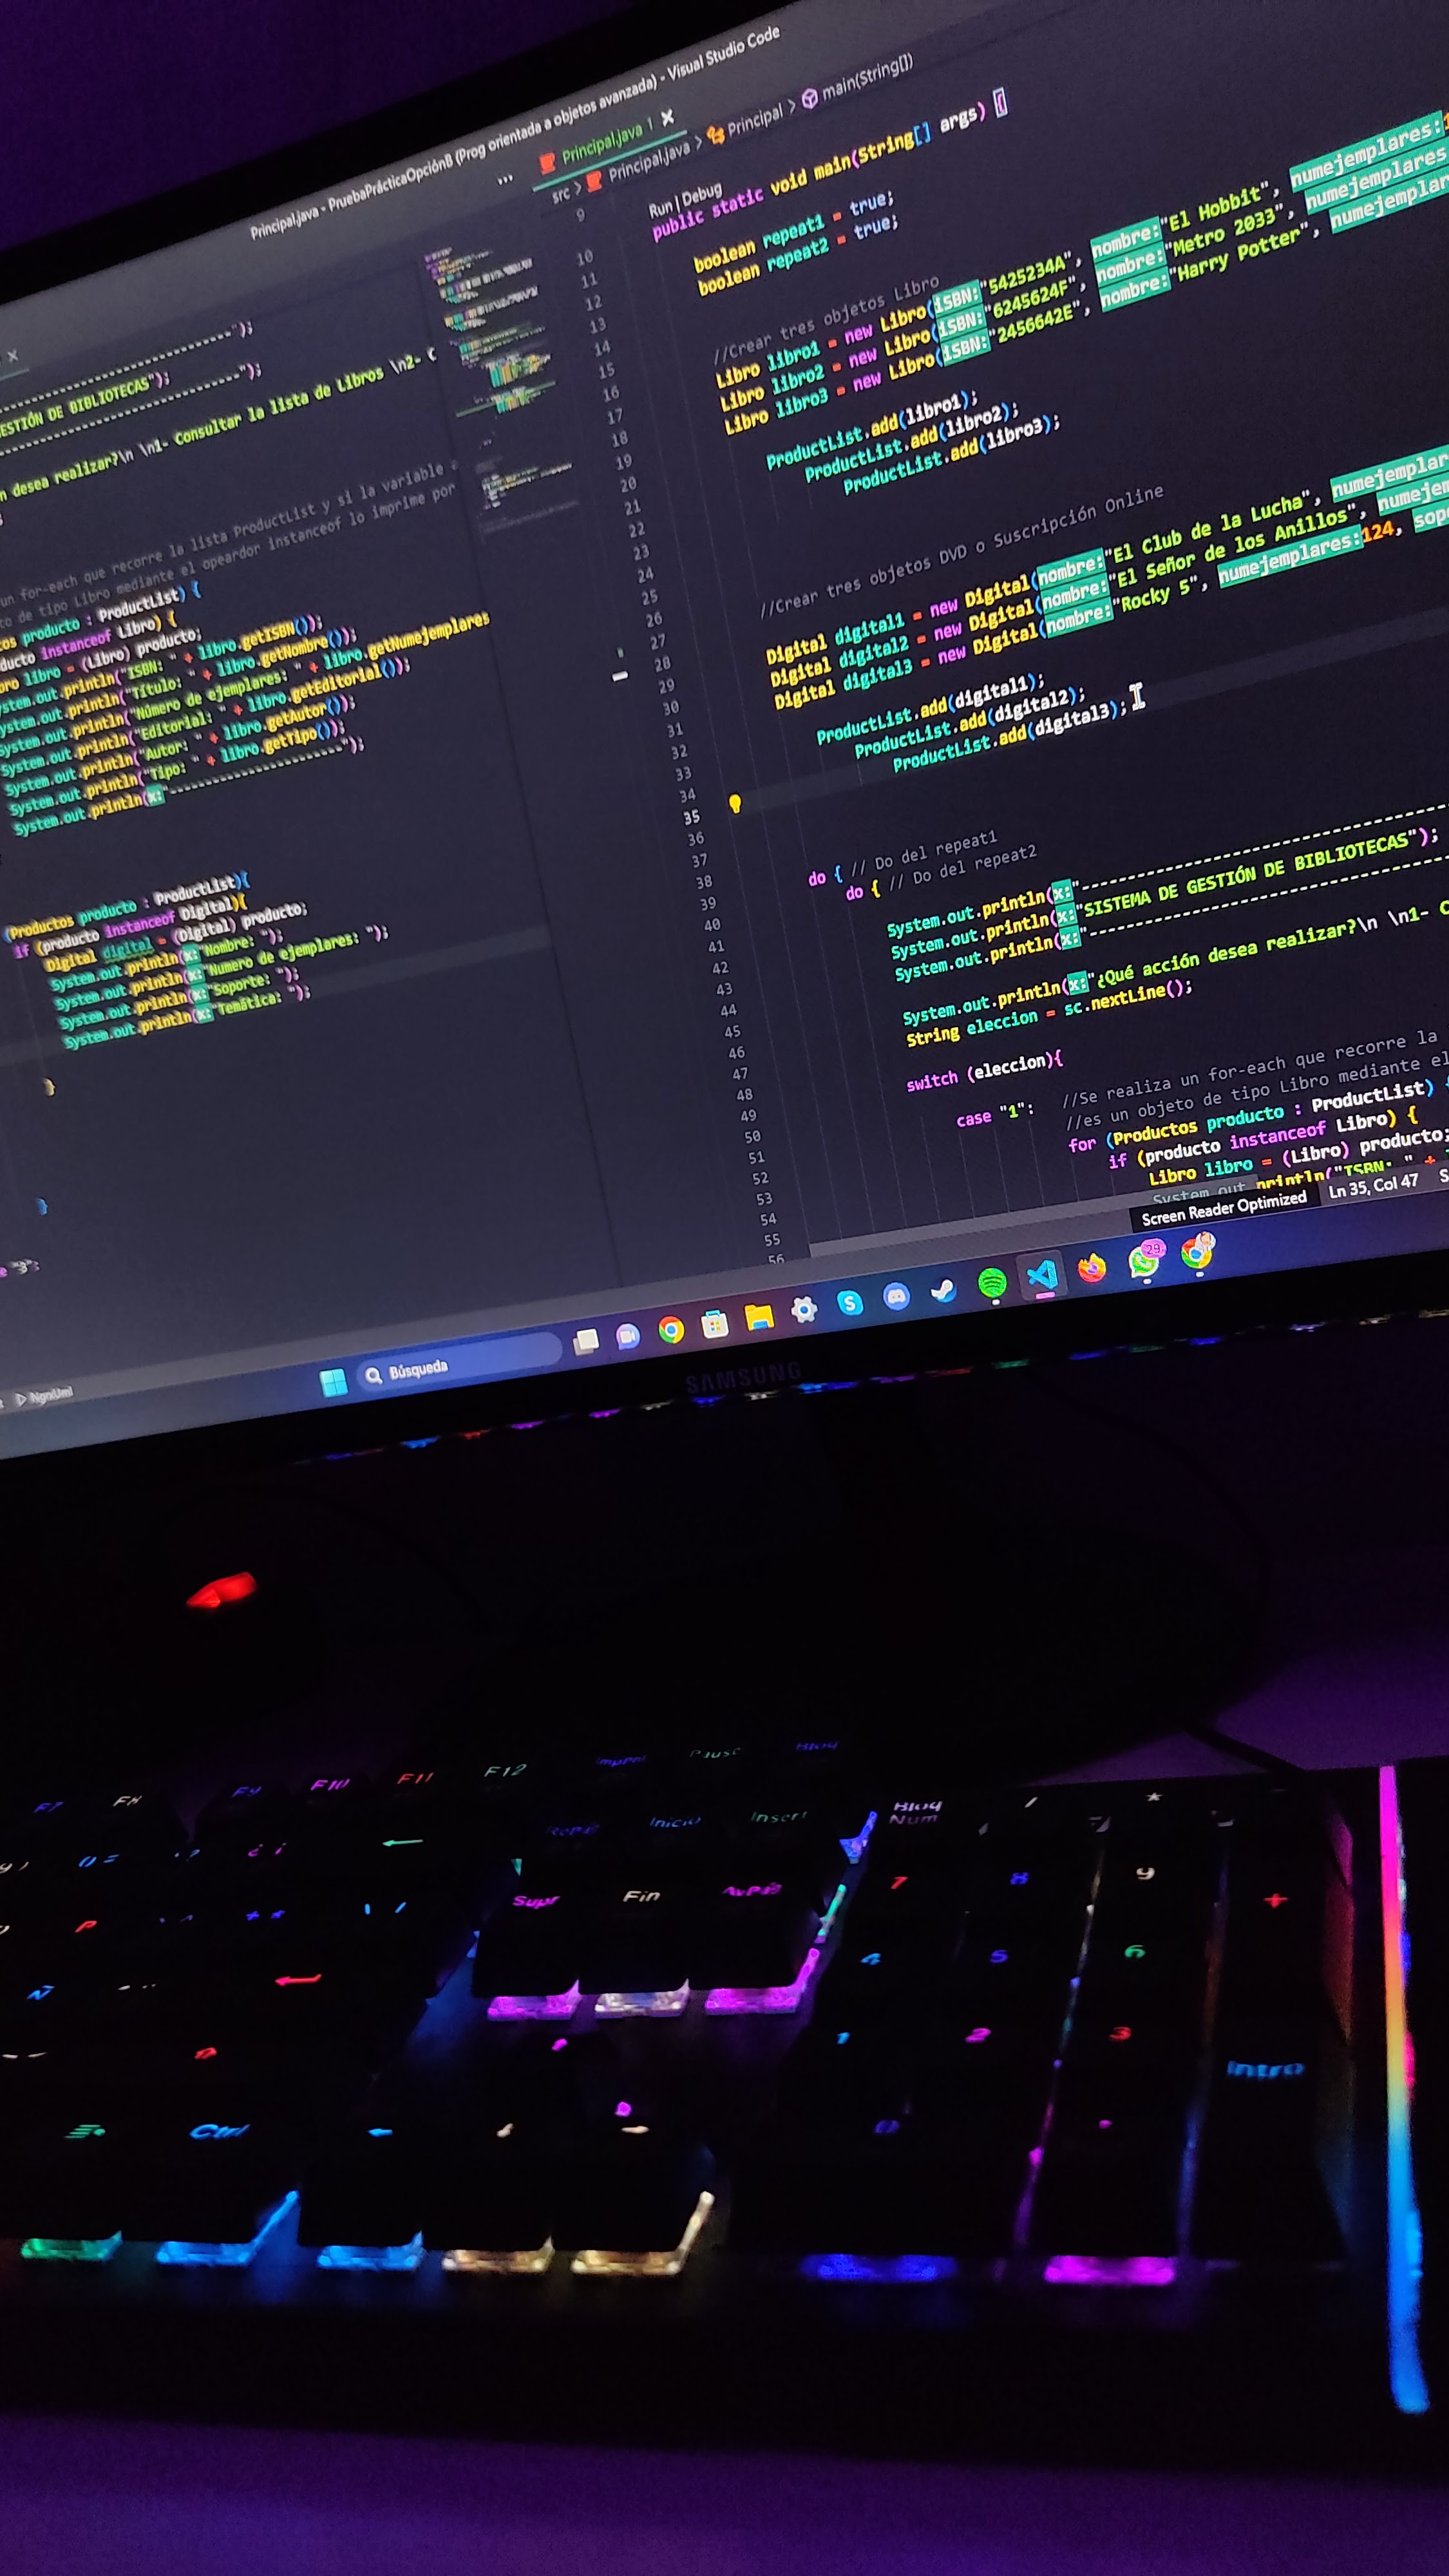 Principal.java - PruebaPrácticaOpciónB (Prog orientada a objetos avanzada) - Visual Studio Code
--------------------------------");
ESTIÓN DE BIBLIOTECAS");
--------------------------------");
n desea realizar?\n \n1- Consultar la lista de Libros \n2- C
un for-each que recorre la lista ProductList y si la variable
to de tipo Libro mediante el opeardor instanceof lo imprime por
tos producto : ProductList) {
ducto instanceof Libro) {
bro libro = (Libro) producto;
ystem.out.println("ISBN: " + libro.getISBN());
ystem.out.println("Título: " + libro.getNombre());
ystem.out.println("Número de ejemplares: " + libro.getNumejemplares
ystem.out.println("Editorial: " + libro.getEditorial());
System.out.println("Autor: " + libro.getAutor());
System.out.println("Tipo: " + libro.getTipo());
System.out.println(x:"--------------------------");
(Productos producto : ProductList){
if (producto instanceof Digital){
Digital digital = (Digital) producto;
System.out.println(x:"Nombre: ");
System.out.println(x:"Numero de ejemplares: ");
System.out.println(x:"Soporte: ");
System.out.println(x:"Temática: ");
}
}
e "3":
Principal.java 1
src > Principal.java > Principal > main(String[])
Run | Debug
9 public static void main(String[] args) {
10
11 boolean repeat1 = true;
12 boolean repeat2 = true;
13
14
15 //Crear tres objetos Libro
16 Libro libro1 = new Libro(iSBN:"5425234A", nombre:"El Hobbit", numejemplares:
17 Libro libro2 = new Libro(iSBN:"6245624F", nombre:"Metro 2033", numejemplares
18 Libro libro3 = new Libro(iSBN:"2456642E", nombre:"Harry Potter", numejemplar
19
20 ProductList.add(libro1);
21 ProductList.add(libro2);
22 ProductList.add(libro3);
23
24
25
26
27 //Crear tres objetos DVD o Suscripción Online
28
29 Digital digital1 = new Digital(nombre:"El Club de la Lucha", numejemplar
30 Digital digital2 = new Digital(nombre:"El Señor de los Anillos", numejem
31 Digital digital3 = new Digital(nombre:"Rocky 5", numejemplares:124, sopo
32
33 ProductList.add(digital1);
34 ProductList.add(digital2);
35 ProductList.add(digital3);
36
37
38
39 do { // Do del repeat1
40 do { // Do del repeat2
41
42 System.out.println(x:"--------------------------------
43 System.out.println(x:"SISTEMA DE GESTIÓN DE BIBLIOTECAS");
44 System.out.println(x:"--------------------------------
45
46 System.out.println(x:"¿Qué acción desea realizar?\n \n1- C
47 String eleccion = sc.nextLine();
48
49 switch (eleccion){
50
51 case "1": //Se realiza un for-each que recorre la
52 //es un objeto de tipo Libro mediante el
53 for (Productos producto : ProductList) {
54 if (producto instanceof Libro) {
55 Libro libro = (Libro) producto;
56 System.out.println("ISBN: " +
Screen Reader Optimized
Ln 35, Col 47
Búsqueda
29
SAMSUNG
F7 F8 F9 F10 F11 F12 Pausa
Inicio Insert Bloq Num / *
Supr Fin AvPág 7 8 9 +
P 4 5 6
Ñ 1 2 3 Intro
Ctrl